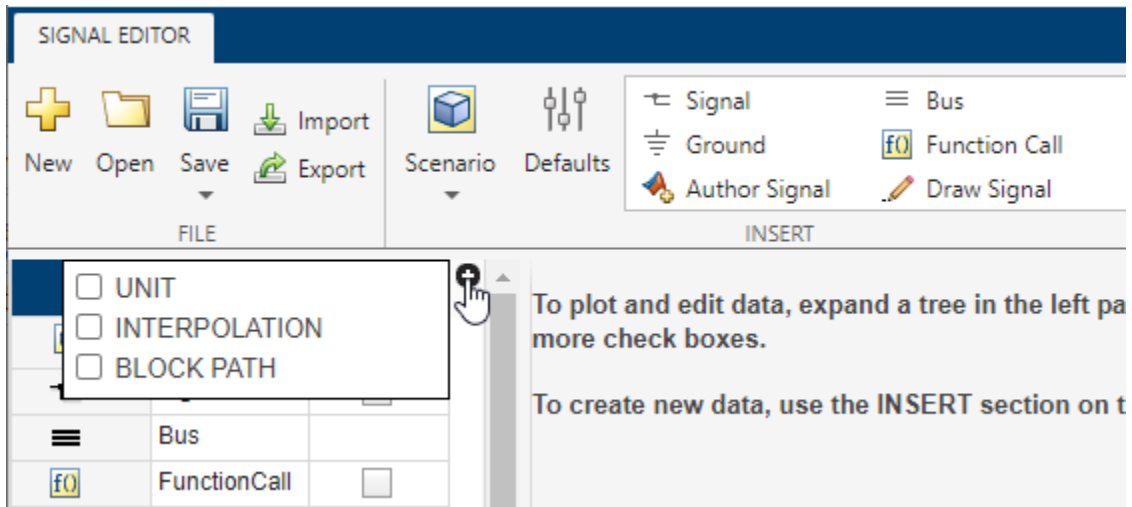 SIGNAL EDITOR
New
Open
Save
Import
Export
Scenario
Defaults
Signal
Bus
Ground
f()
Function Call
Author Signal
Draw Signal
FILE
INSERT
UNIT
INTERPOLATION
BLOCK PATH
Bus
f()
FunctionCall
To plot and edit data, expand a tree in the left pa
more check boxes.
To create new data, use the INSERT section on t